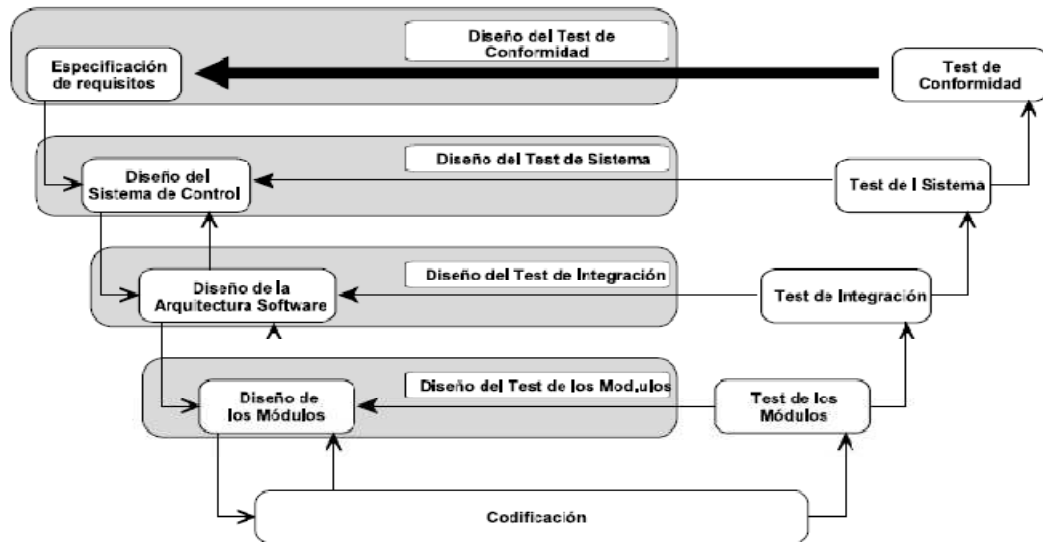 Diseño del Test de
Conformidad
Especificación
de requisitos
Test de
Conformidad
Diseño del Test de Sistema
Diseño del
Sistema de Control
Test de l Sistema
Diseño del Test de Integración
Diseño de la
Arquitectura Software
Test de Integración
Diseño del Test de los Mod,ulos
Diseño de
los Módulos
Test de los
Módulos
Codificación